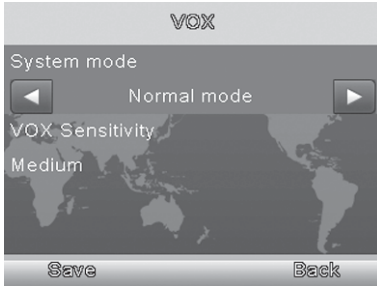 VOX
System mode
Normal mode
VOX Sensitivity
Medium
Save Back